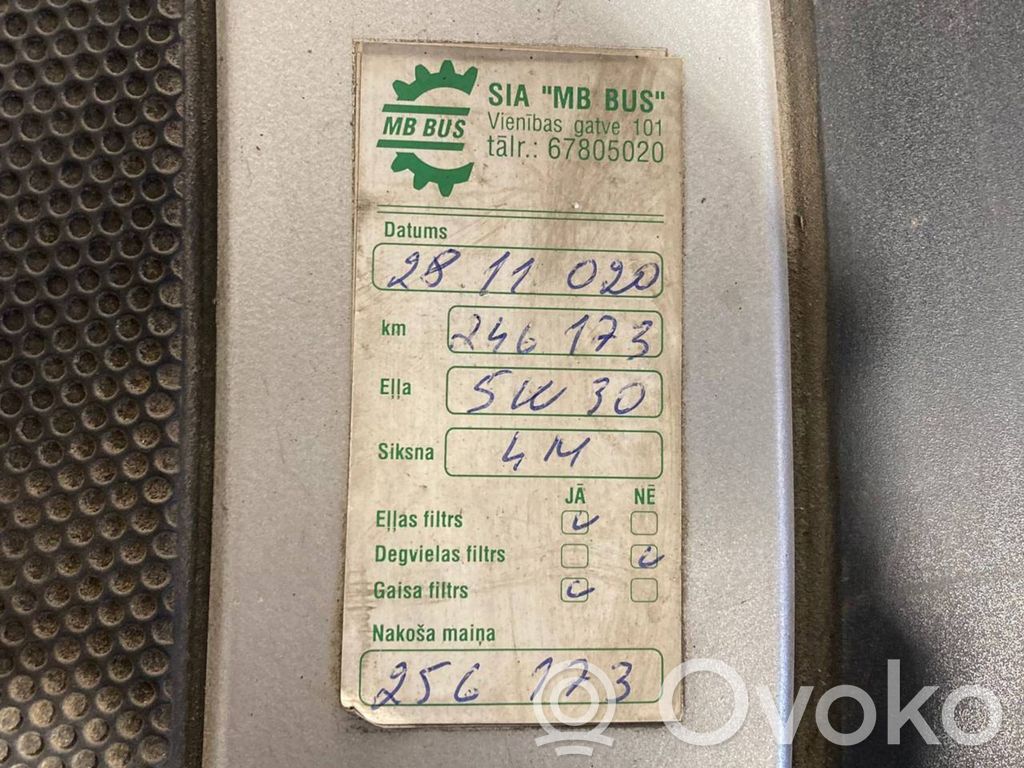 SIA "MB BUS"
MB BUS
Vienības gatve 101
tālr.: 67805020
Datums
28 11 020
km 246 173
Eļļa 5W 30
Siksna 4M
JĀ NĒ
Eļļas filtrs
Degvielas filtrs
Gaisa filtrs
Nakoša maiņa
256 173
Ovoko